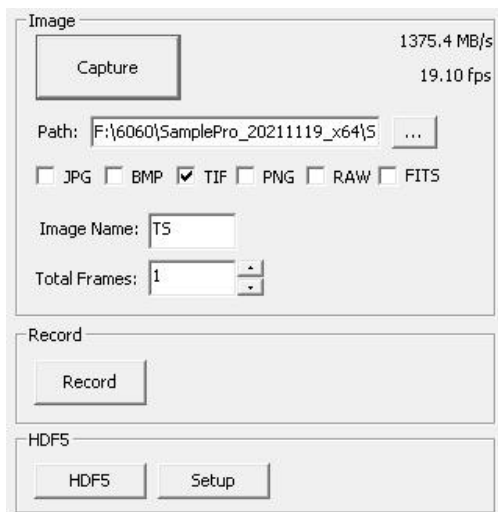 Image
1375.4 MB/s
Capture
19.10 fps
Path: F:\6060\SamplePro_20211119_x64\S ...
JPG BMP TIF PNG RAW FITS
Image Name: TS
Total Frames: 1
Record
Record
HDF5
HDF5 Setup